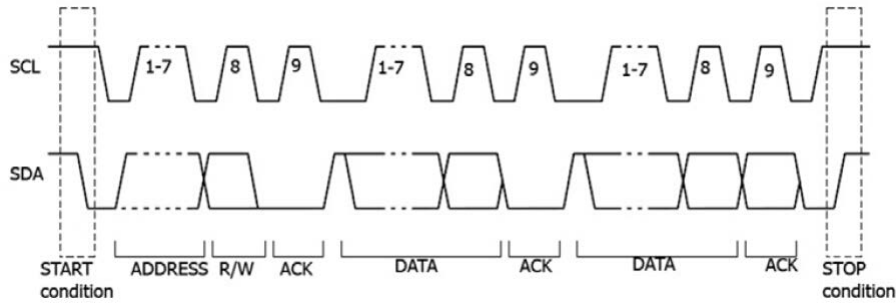 SCL
1-7 8 9 1-7 8 9 1-7 8 9
SDA
START
condition
ADDRESS R/W ACK DATA ACK DATA ACK
STOP
condition